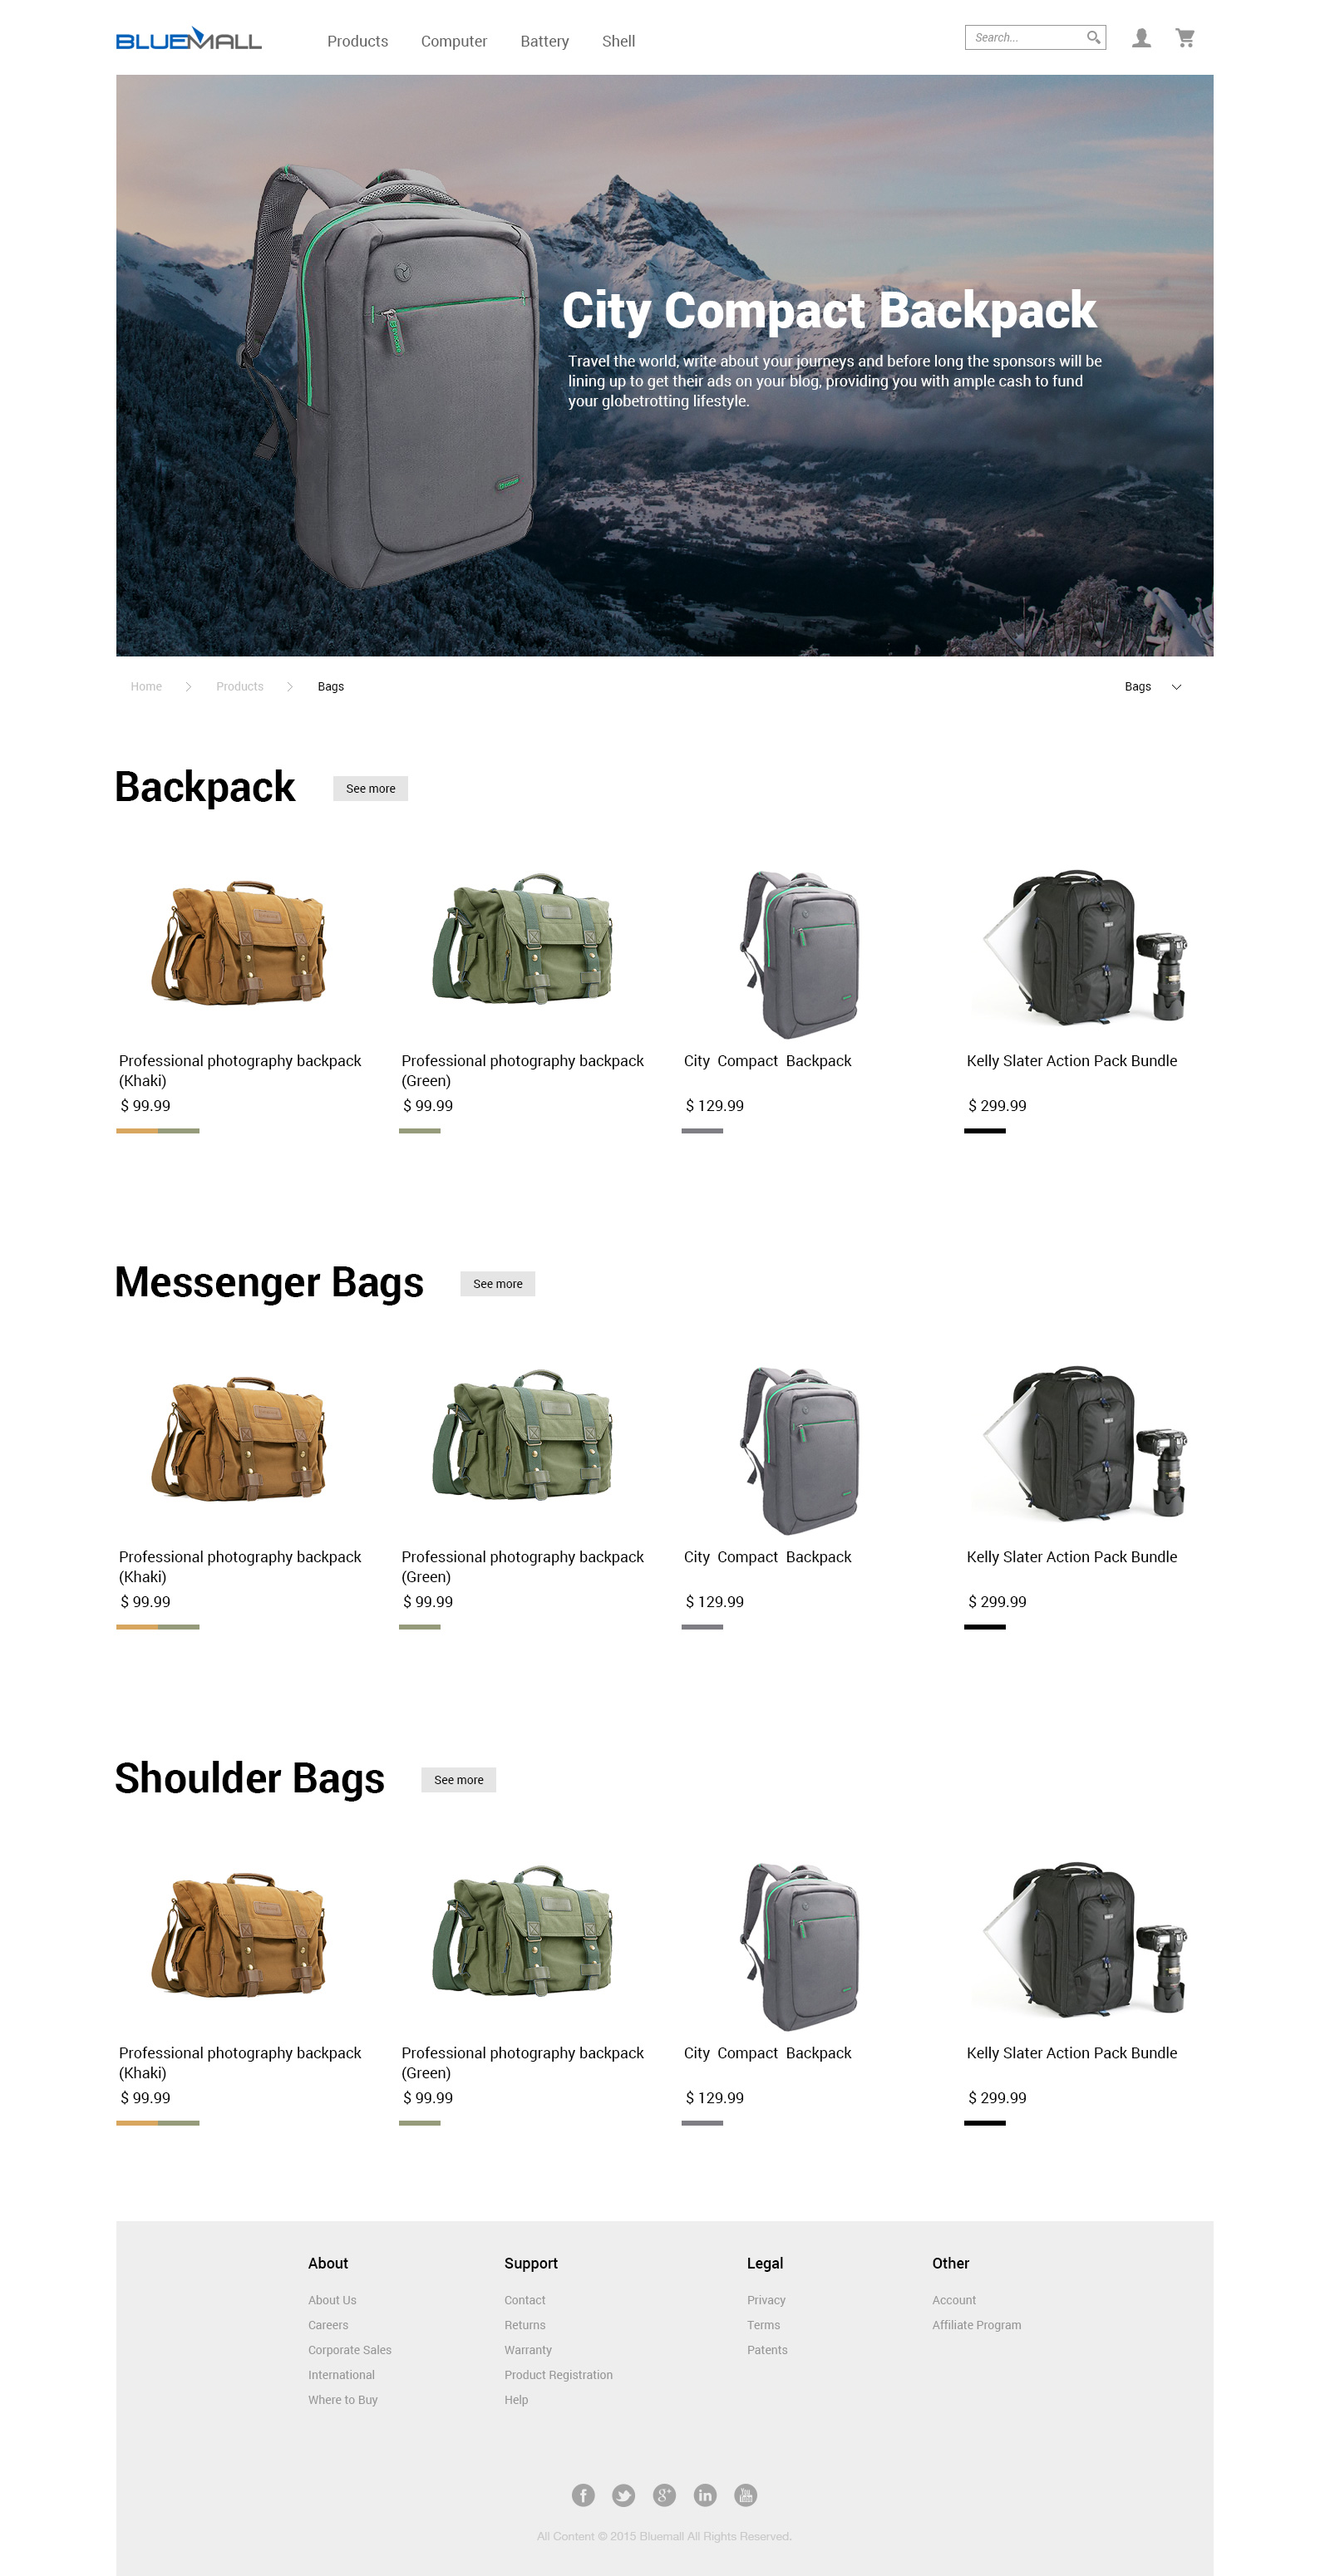 BLUEMALL
Products Computer Battery Shell
Search...
City Compact Backpack
Travel the world, write about your journeys and before long the sponsors will be
lining up to get their ads on your blog, providing you with ample cash to fund
your globetrotting lifestyle.
Home Products Bags
Bags
Backpack
See more
Professional photography backpack
(Khaki)
$ 99.99
Professional photography backpack
(Green)
$ 99.99
City Compact Backpack
$ 129.99
Kelly Slater Action Pack Bundle
$ 299.99
Messenger Bags
See more
Professional photography backpack
(Khaki)
$ 99.99
Professional photography backpack
(Green)
$ 99.99
City Compact Backpack
$ 129.99
Kelly Slater Action Pack Bundle
$ 299.99
Shoulder Bags
See more
Professional photography backpack
(Khaki)
$ 99.99
Professional photography backpack
(Green)
$ 99.99
City Compact Backpack
$ 129.99
Kelly Slater Action Pack Bundle
$ 299.99
About
About Us
Careers
Corporate Sales
International
Where to Buy
Support
Contact
Returns
Warranty
Product Registration
Help
Legal
Privacy
Terms
Patents
Other
Account
Affiliate Program
All Content © 2015 Bluemall All Rights Reserved.